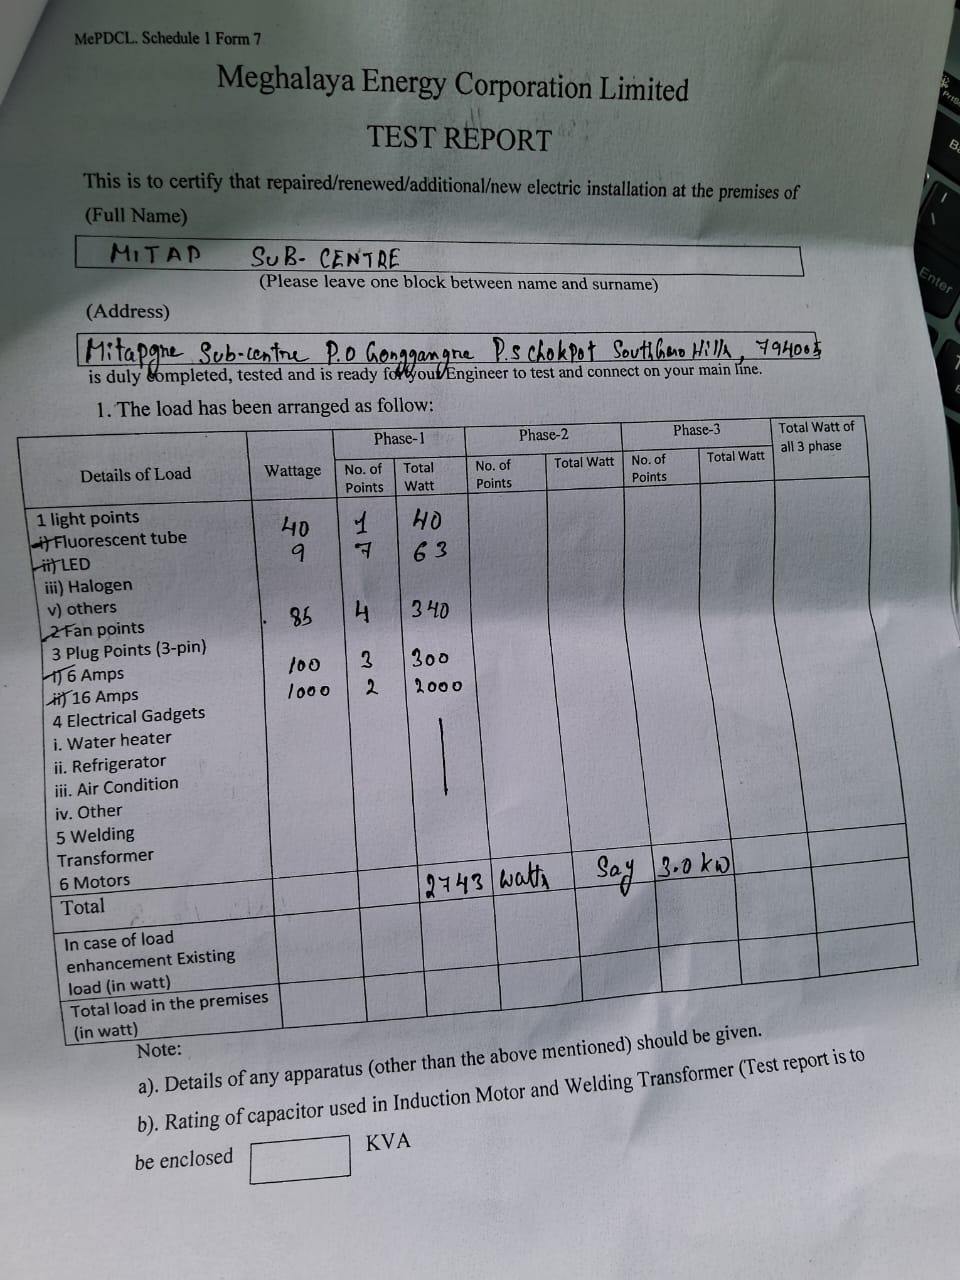 MePDCL. Schedule 1 Form 7
Meghalaya Energy Corporation Limited
TEST REPORT
This is to certify that repaired/renewed/additional/new electric installation at the premises of
(Full Name)
MITAP SUB- CENTRE
(Please leave one block between name and surname)
(Address)
Mitapgre Sub-centre P.O Gonggangre P.s Chokpot South Garo Hills, 794005
is duly completed, tested and is ready for your Engineer to test and connect on your main line.
1. The load has been arranged as follow:
Details of Load Wattage Phase-1 Phase-2 Phase-3 Total Watt of all 3 phase
No. of Points Total Watt No. of Points Total Watt No. of Points Total Watt
1 light points
i) Fluorescent tube 40 1 40
ii) LED 9 7 63
iii) Halogen
v) others
2 Fan points 85 4 340
3 Plug Points (3-pin)
i) 6 Amps 100 3 300
ii) 16 Amps 1000 2 2000
4 Electrical Gadgets
i. Water heater
ii. Refrigerator
iii. Air Condition
iv. Other
5 Welding
Transformer
6 Motors
Total 2743 watts Say 3.0 kw
In case of load
enhancement Existing
load (in watt)
Total load in the premises
(in watt)
Note:
a). Details of any apparatus (other than the above mentioned) should be given.
b). Rating of capacitor used in Induction Motor and Welding Transformer (Test report is to
be enclosed KVA
Enter